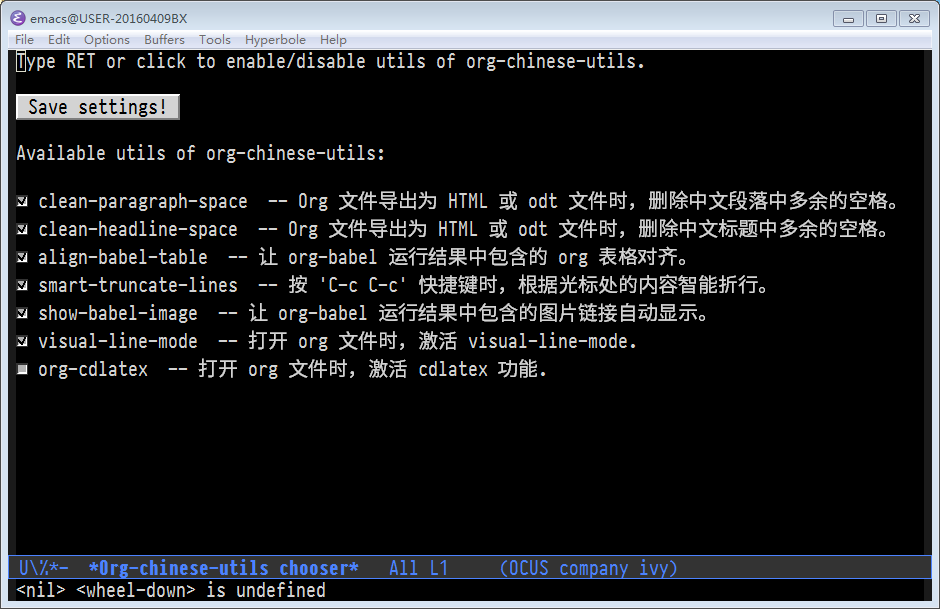 emacs@USER-20160409BX
File Edit Options Buffers Tools Hyperbole Help
Type RET or click to enable/disable utils of org-chinese-utils.
Save settings!
Available utils of org-chinese-utils:
clean-paragraph-space -- Org 文件导出为 HTML 或 odt 文件时，删除中文段落中多余的空格。
clean-headline-space -- Org 文件导出为 HTML 或 odt 文件时，删除中文标题中多余的空格。
align-babel-table -- 让 org-babel 运行结果中包含的 org 表格对齐。
smart-truncate-lines -- 按 'C-c C-c' 快捷键时，根据光标处的内容智能折行。
show-babel-image -- 让 org-babel 运行结果中包含的图片链接自动显示。
visual-line-mode -- 打开 org 文件时，激活 visual-line-mode.
org-cdlatex -- 打开 org 文件时，激活 cdlatex 功能.
U\%*- *Org-chinese-utils chooser* All L1 (OCUS company ivy)
<nil> <wheel-down> is undefined